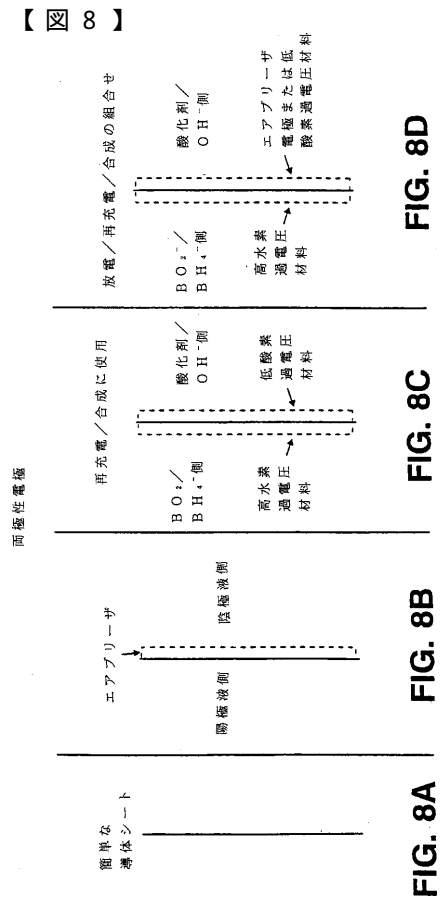 【図8】
両極性電極
簡単な
導体シート
FIG. 8A
エアブリーザ
陽極液側
陰極液側
FIG. 8B
再充電/合成に使用
BO₂⁻/
BH₄⁻側
酸化剤/
OH⁻側
高水素
過電圧
材料
低酸素
過電圧
材料
FIG. 8C
放電/再充電/合成の組合せ
BO₂⁻/
BH₄⁻側
酸化剤/
OH⁻側
高水素
過電圧
材料
エアブリーザ
電極または低
酸素過電圧材料
FIG. 8D